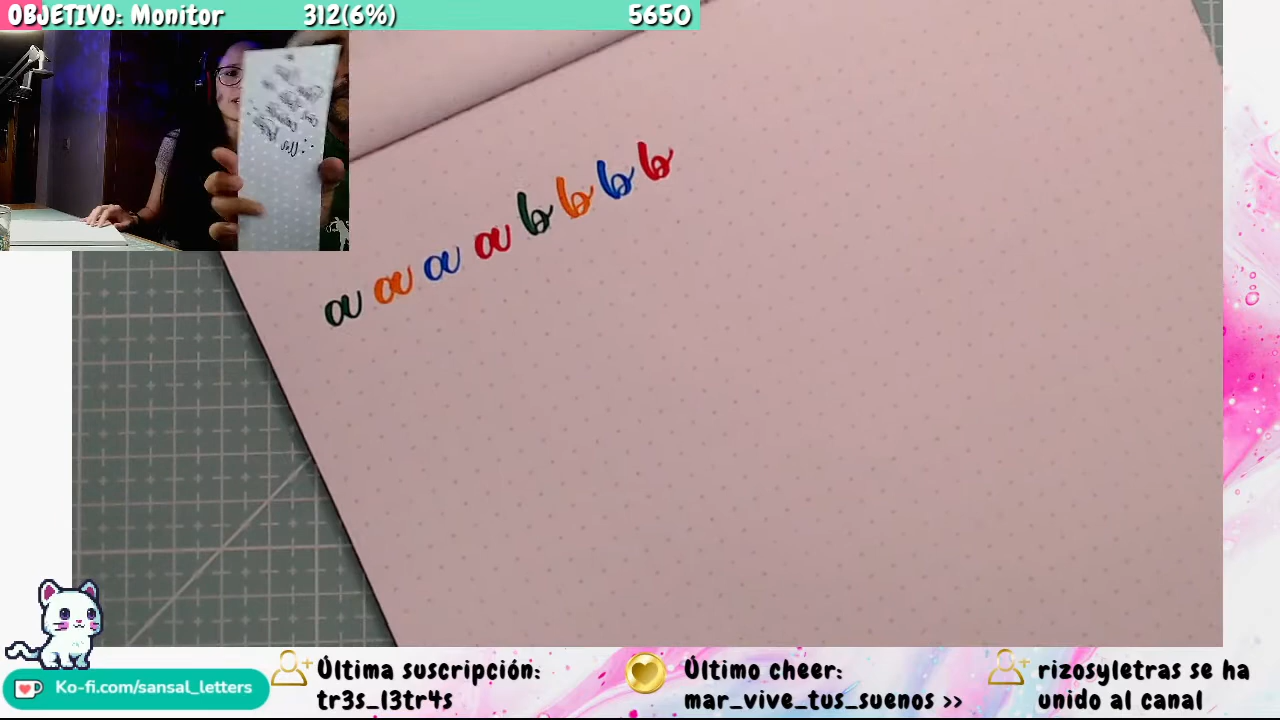 OBJETIVO: Monitor 312(6%) 5650
a a a a b b b b
Ko-fi.com/sansal_letters
Última suscripción:
tr3s_l3tr4s
Último cheer:
mar_vive_tus_suenos >>
rizosyletras se ha
unido al canal